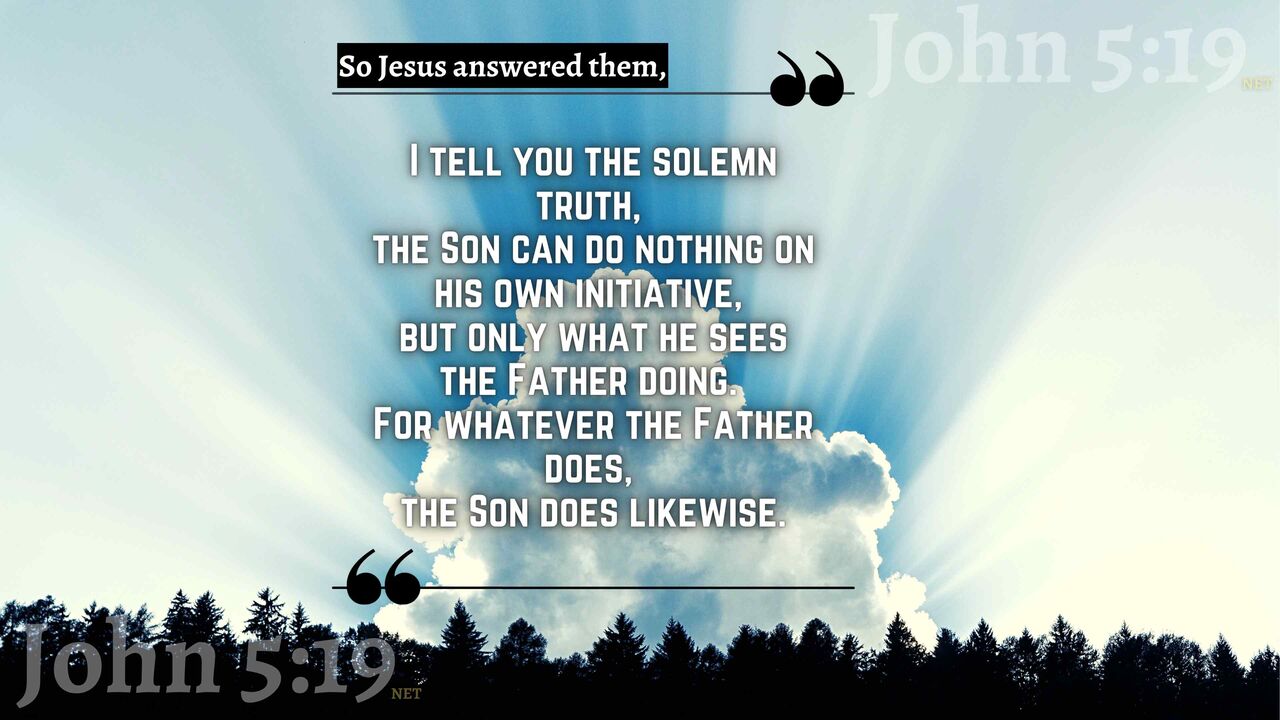 John 5:19
NET
So Jesus answered them,
I tell you the solemn
truth,
the Son can do nothing on
his own initiative,
but only what he sees
the Father doing.
For whatever the Father
does,
the Son does likewise.
John 5:19
NET